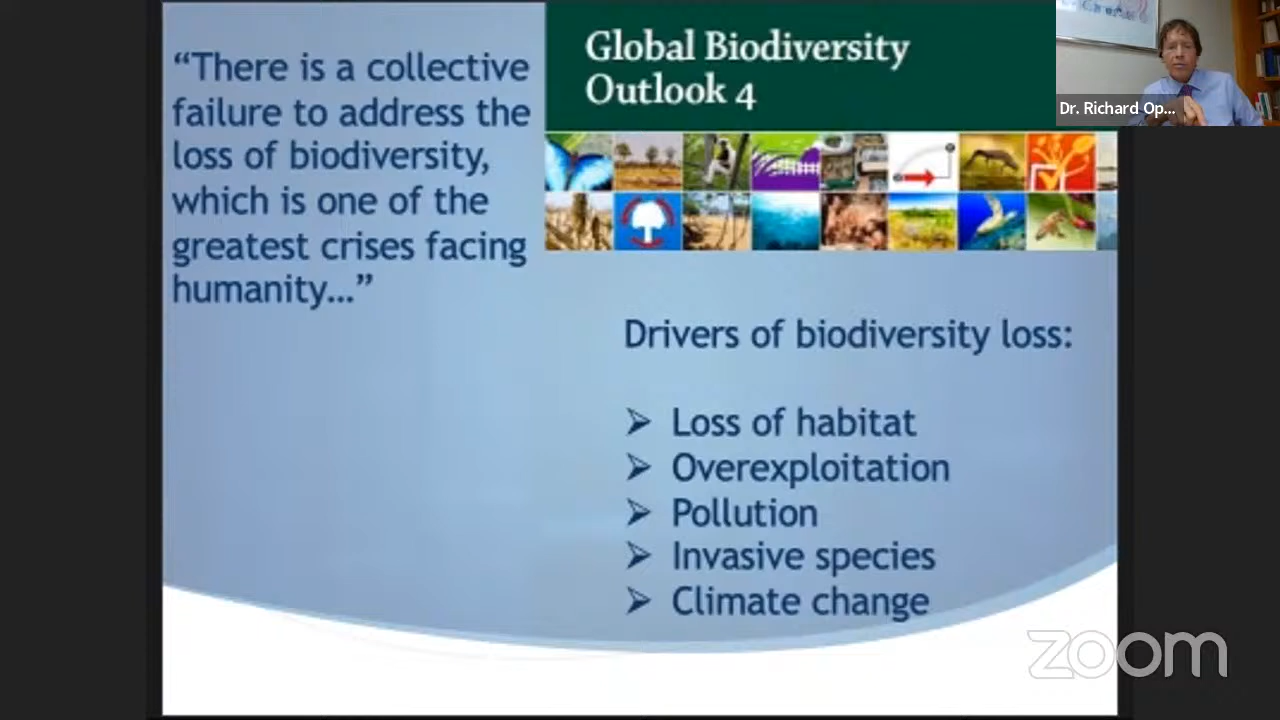 “There is a collective
failure to address the
loss of biodiversity,
which is one of the
greatest crises facing
humanity...”
Global Biodiversity
Outlook 4
Dr. Richard Op...
Drivers of biodiversity loss:
Loss of habitat
Overexploitation
Pollution
Invasive species
Climate change
zoom